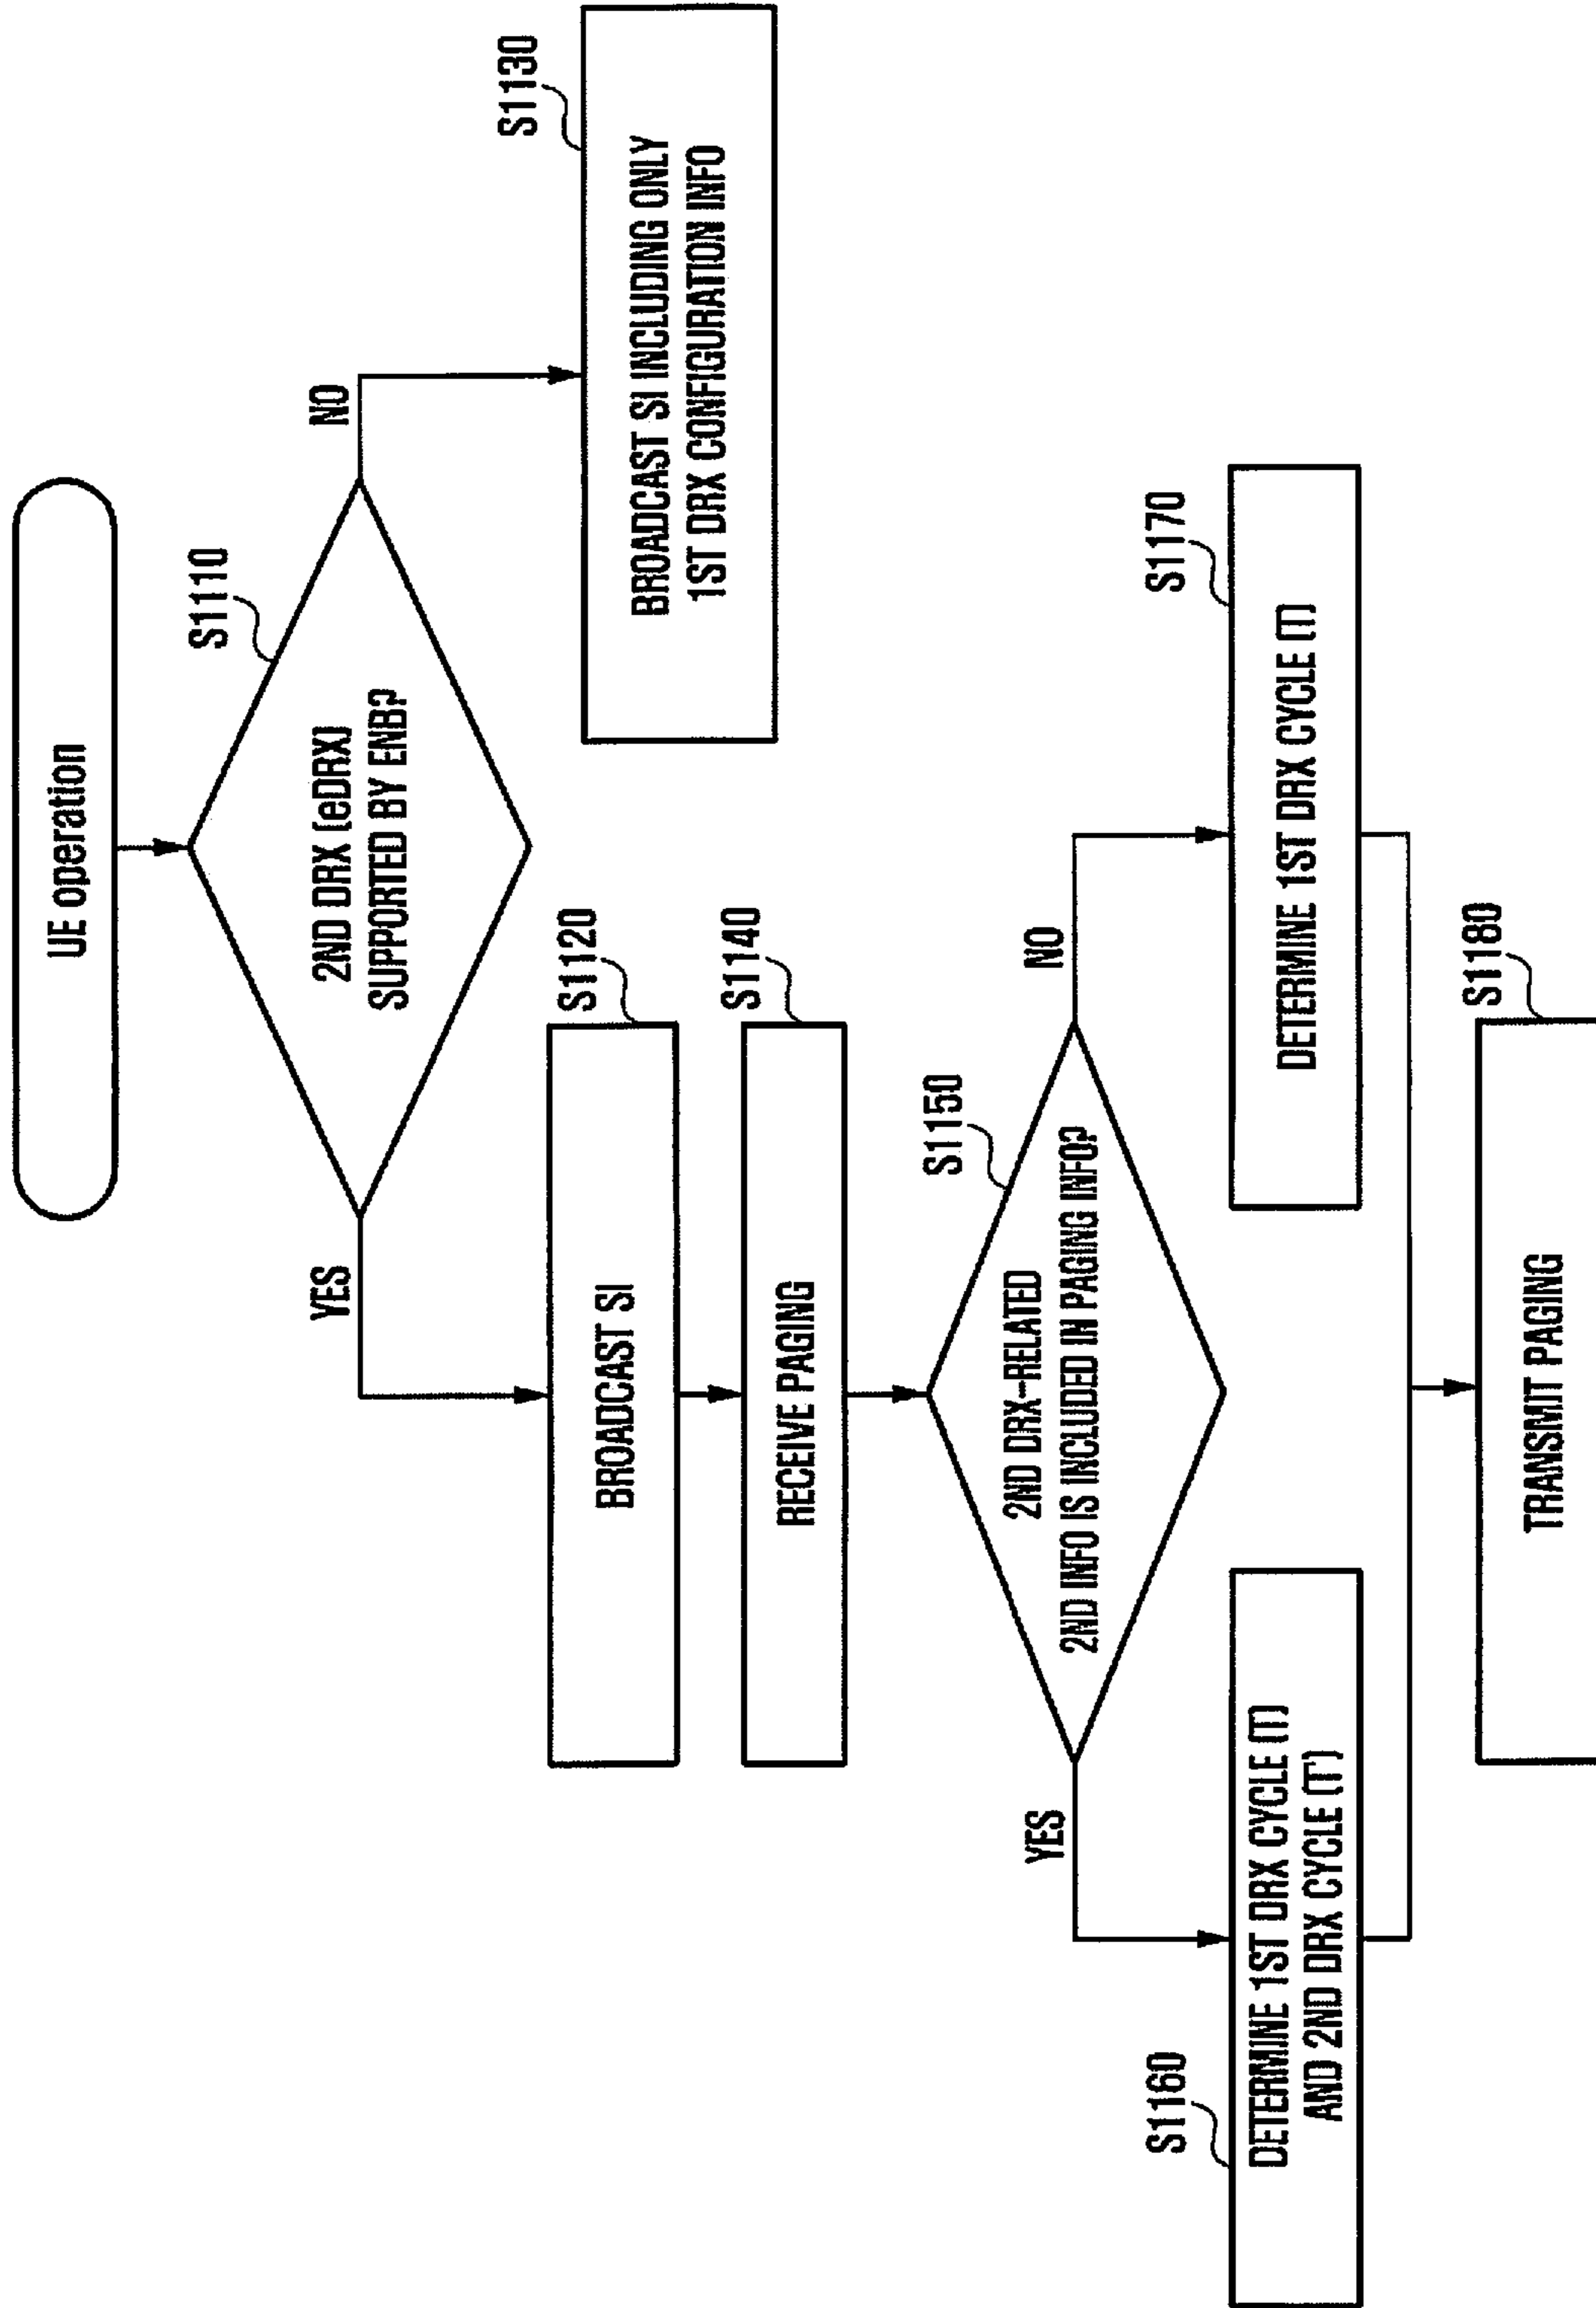 UE operation
S1110
2ND DRX (eDRX)
SUPPORTED BY ENB?
YES
NO
S1120
BROADCAST SI
S1130
BROADCAST SI INCLUDING ONLY
1ST DRX CONFIGURATION INFO
S1140
RECEIVE PAGING
S1150
2ND DRX-RELATED
2ND INFO IS INCLUDED IN PAGING INFO?
YES
NO
S1160
DETERMINE 1ST DRX CYCLE (T)
AND 2ND DRX CYCLE (T')
S1170
DETERMINE 1ST DRX CYCLE (T)
S1180
TRANSMIT PAGING